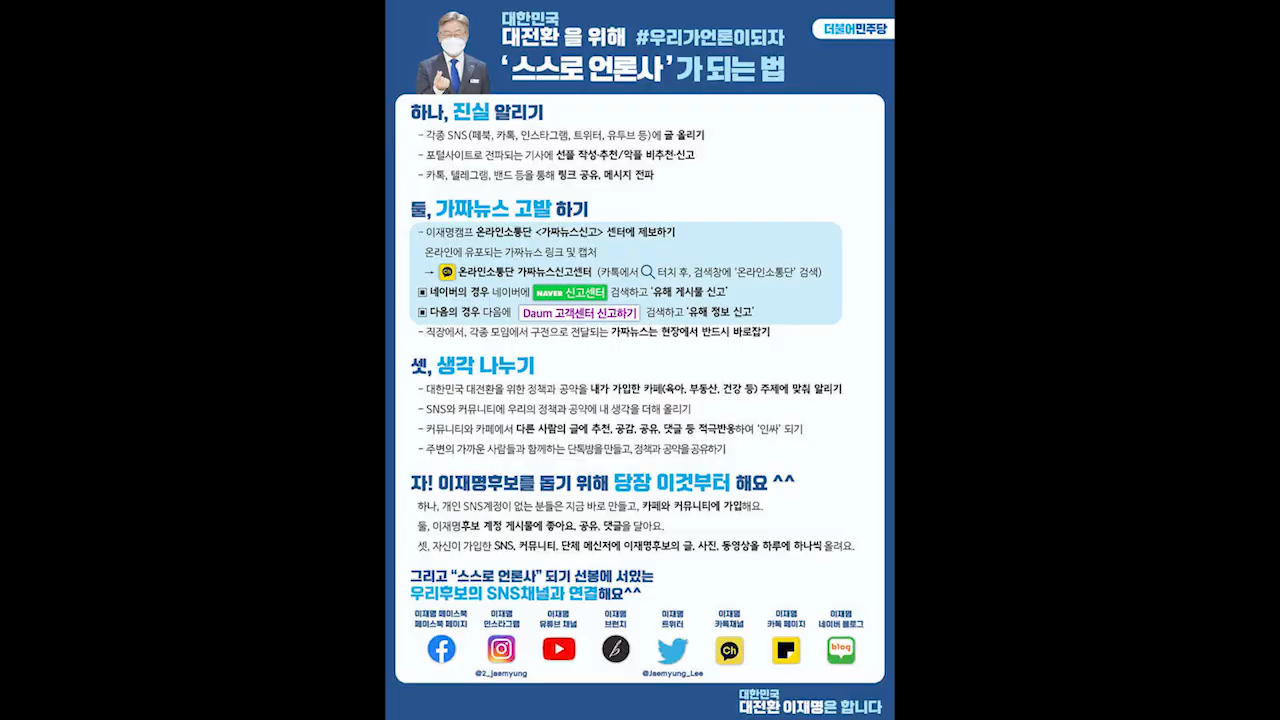 대한민국
대전환 을 위해 #우리가언론이되자
더불어민주당
‘스스로 언론사’가 되는 법
하나, 진실 알리기
- 각종 SNS(페북, 카톡, 인스타그램, 트위터, 유투브 등)에 글 올리기
- 포털사이트로 전파되는 기사에 선플 작성·추천/악플 비추천·신고
- 카톡, 텔레그램, 밴드 등을 통해 링크 공유, 메시지 전파
둘, 가짜뉴스 고발 하기
- 이재명캠프 온라인소통단 <가짜뉴스신고> 센터에 제보하기
온라인에 유포되는 가짜뉴스 링크 및 캡처
→ Ch 온라인소통단 가짜뉴스신고센터 (카톡에서 터치 후, 검색창에 ‘온라인소통단’ 검색)
▣ 네이버의 경우 네이버에 NAVER 신고센터 검색하고 ‘유해 게시물 신고’
▣ 다음의 경우 다음에 Daum 고객센터 신고하기 검색하고 ‘유해 정보 신고’
- 직장에서, 각종 모임에서 구전으로 전달되는 가짜뉴스는 현장에서 반드시 바로잡기
셋, 생각 나누기
- 대한민국 대전환을 위한 정책과 공약을 내가 가입한 카페(육아, 부동산, 건강 등) 주제에 맞춰 알리기
- SNS와 커뮤니티에 우리의 정책과 공약에 내 생각을 더해 올리기
- 커뮤니티와 카페에서 다른 사람의 글에 추천, 공감, 공유, 댓글 등 적극반응하여 ‘인싸’ 되기
- 주변의 가까운 사람들과 함께하는 단톡방을 만들고, 정책과 공약을 공유하기
자! 이재명후보를 돕기 위해 당장 이것부터 해요 ^^
하나, 개인 SNS계정이 없는 분들은 지금 바로 만들고, 카페와 커뮤니티에 가입해요.
둘, 이재명후보 계정 게시물에 좋아요, 공유, 댓글을 달아요.
셋, 자신이 가입한 SNS, 커뮤니티, 단체 메신저에 이재명후보의 글, 사진, 동영상을 하루에 하나씩 올려요.
그리고 “스스로 언론사” 되기 선봉에 서있는
우리후보의 SNS채널과 연결해요^^
이재명 페이스북 이재명 이재명 이재명 이재명 이재명 이재명 이재명
페이스북 페이지 인스타그램 유튜브 채널 브런치 트위터 카톡채널 카톡 페이지 네이버 블로그
Ch blog
@2_jaemyung @Jaemyung_Lee
대한민국
대전환 이재명은 합니다